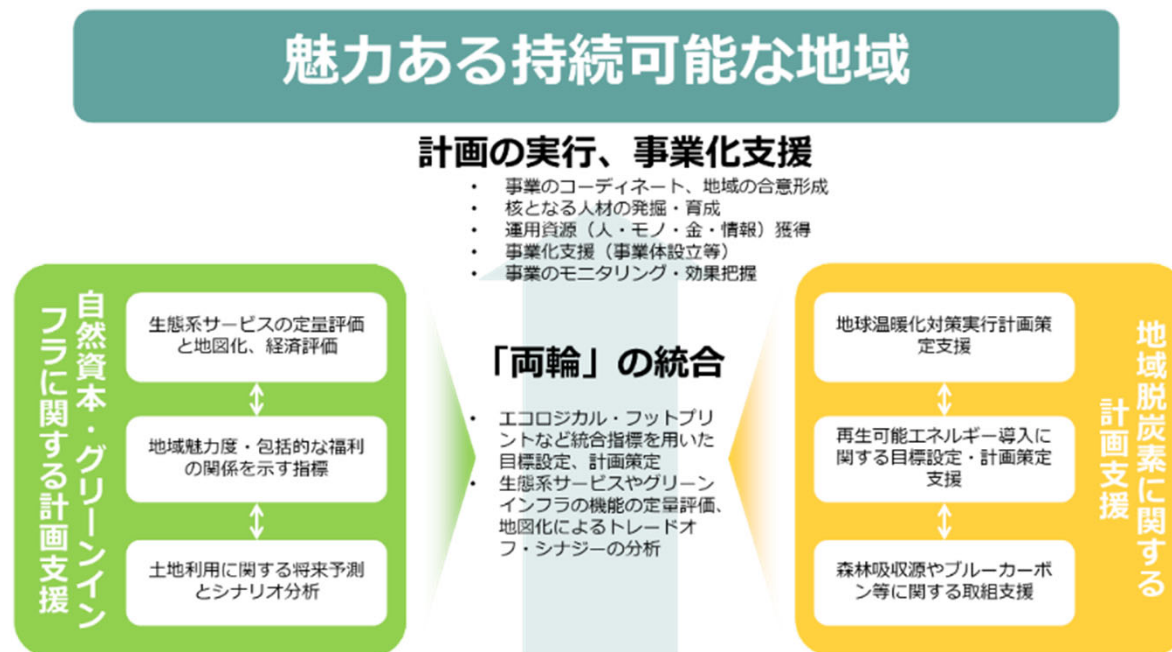 魅力ある持続可能な地域
計画の実行、事業化支援
• 事業のコーディネート、地域の合意形成
• 核となる人材の発掘・育成
• 運用資源（人・モノ・金・情報）獲得
• 事業化支援（事業体設立等）
• 事業のモニタリング・効果把握
自然資本・グリーンイン
フラに関する計画支援
生態系サービスの定量評価
と地図化、経済評価
地域魅力度・包括的な福利
の関係を示す指標
土地利用に関する将来予測
とシナリオ分析
「両輪」の統合
• エコロジカル・フットプリ
ントなど統合指標を用いた
目標設定、計画策定
• 生態系サービスやグリーン
インフラの機能の定量評価、
地図化によるトレードオ
フ・シナジーの分析
地球温暖化対策実行計画策
定支援
再生可能エネルギー導入に
関する目標設定・計画策定
支援
森林吸収源やブルーカーボ
ン等に関する取組支援
地域脱炭素に関する
計画支援